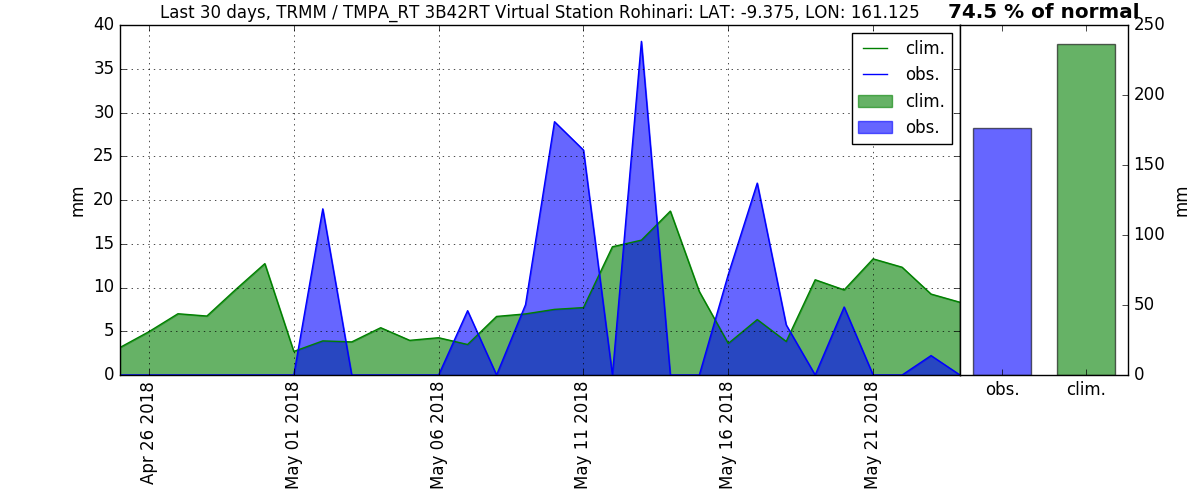 Last 30 days, TRMM / TMPA_RT 3B42RT Virtual Station Rohinari: LAT: -9.375, LON: 161.125
74.5 % of normal
40
35
30
25
20
15
10
5
0
mm
clim.
obs.
clim.
obs.
250
200
150
100
50
0
mm
Apr 26 2018
May 01 2018
May 06 2018
May 11 2018
May 16 2018
May 21 2018
obs.
clim.